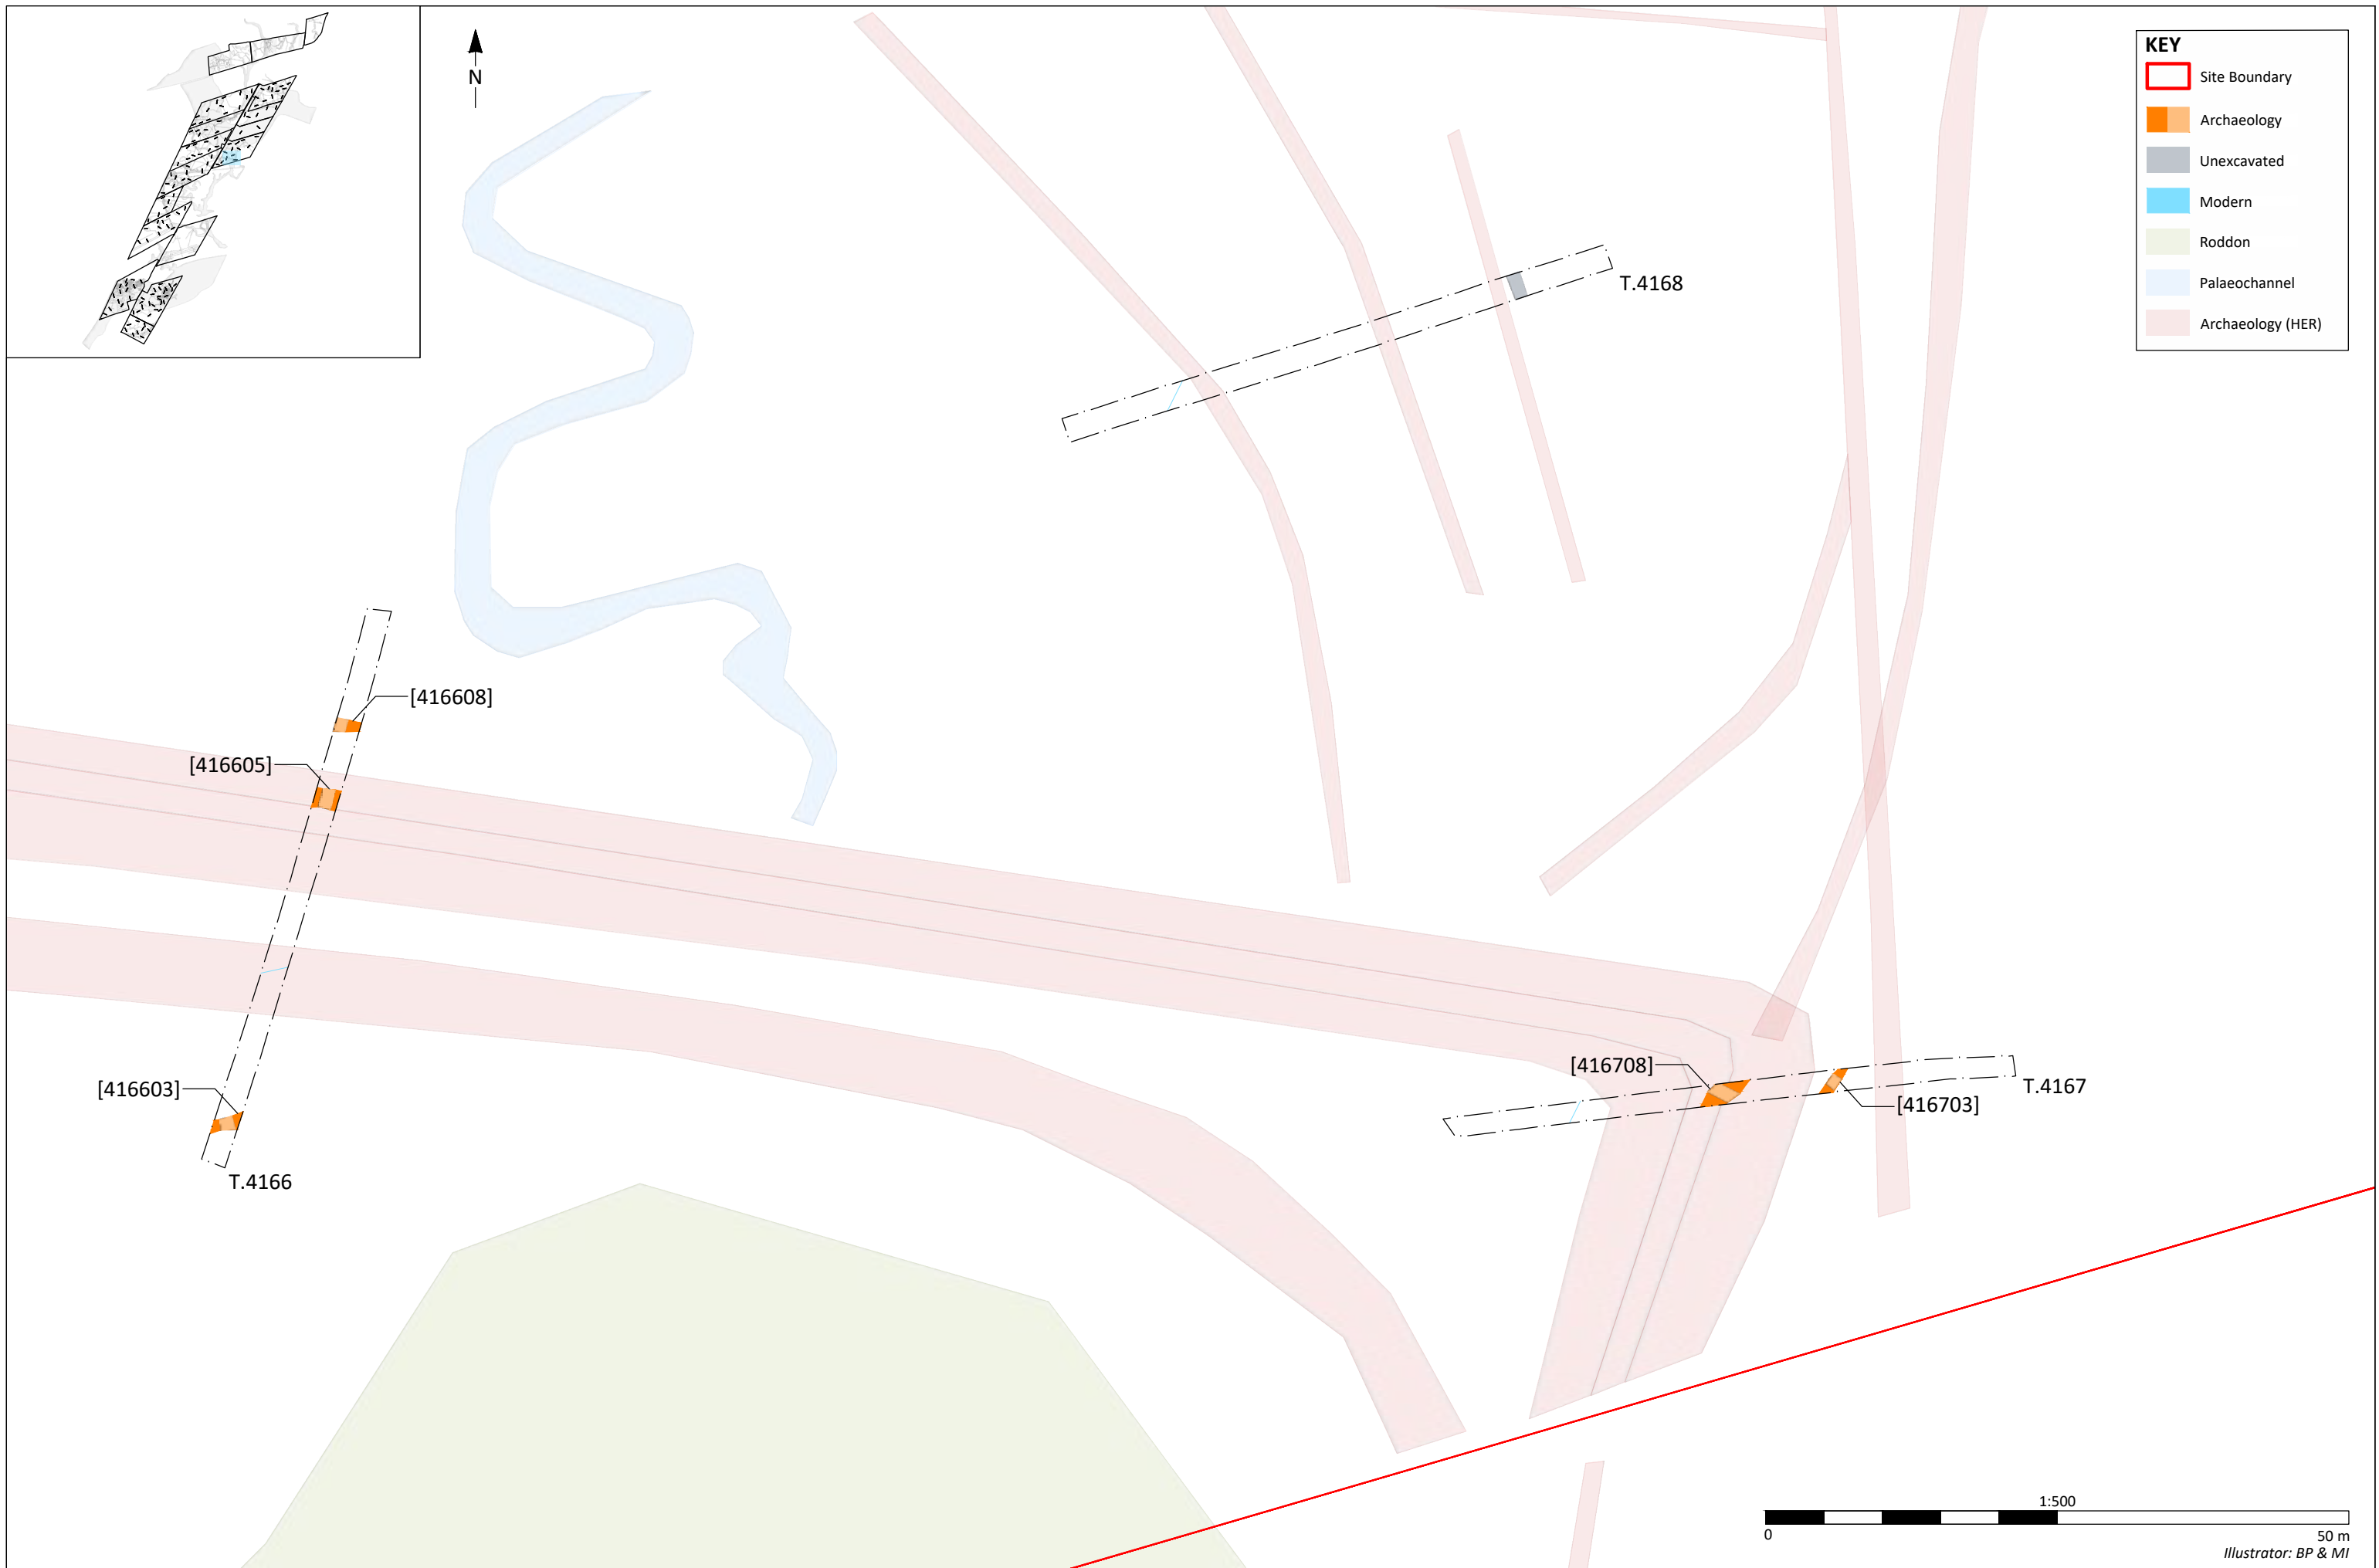 N
KEY
Site Boundary
Archaeology
Unexcavated
Modern
Roddon
Palaeochannel
Archaeology (HER)
T.4168
[416608]
[416605]
[416603]
T.4166
[416708]
T.4167
[416703]
1:500
0
50 m
Illustrator: BP & MI